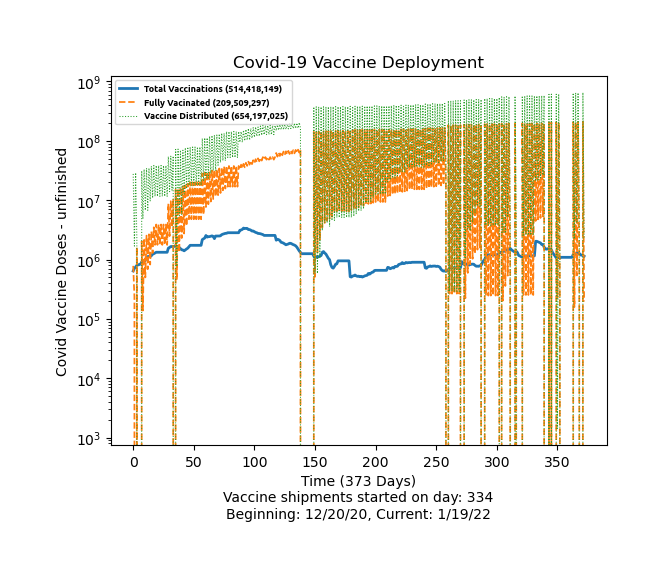 Covid-19 Vaccine Deployment
Total Vaccinations (514,418,149)
Fully Vacinated (209,509,297)
Vaccine Distributed (654,197,025)
Covid Vaccine Doses - unfinished
10⁹
10⁸
10⁷
10⁶
10⁵
10⁴
10³
0 50 100 150 200 250 300 350
Time (373 Days)
Vaccine shipments started on day: 334
Beginning: 12/20/20, Current: 1/19/22